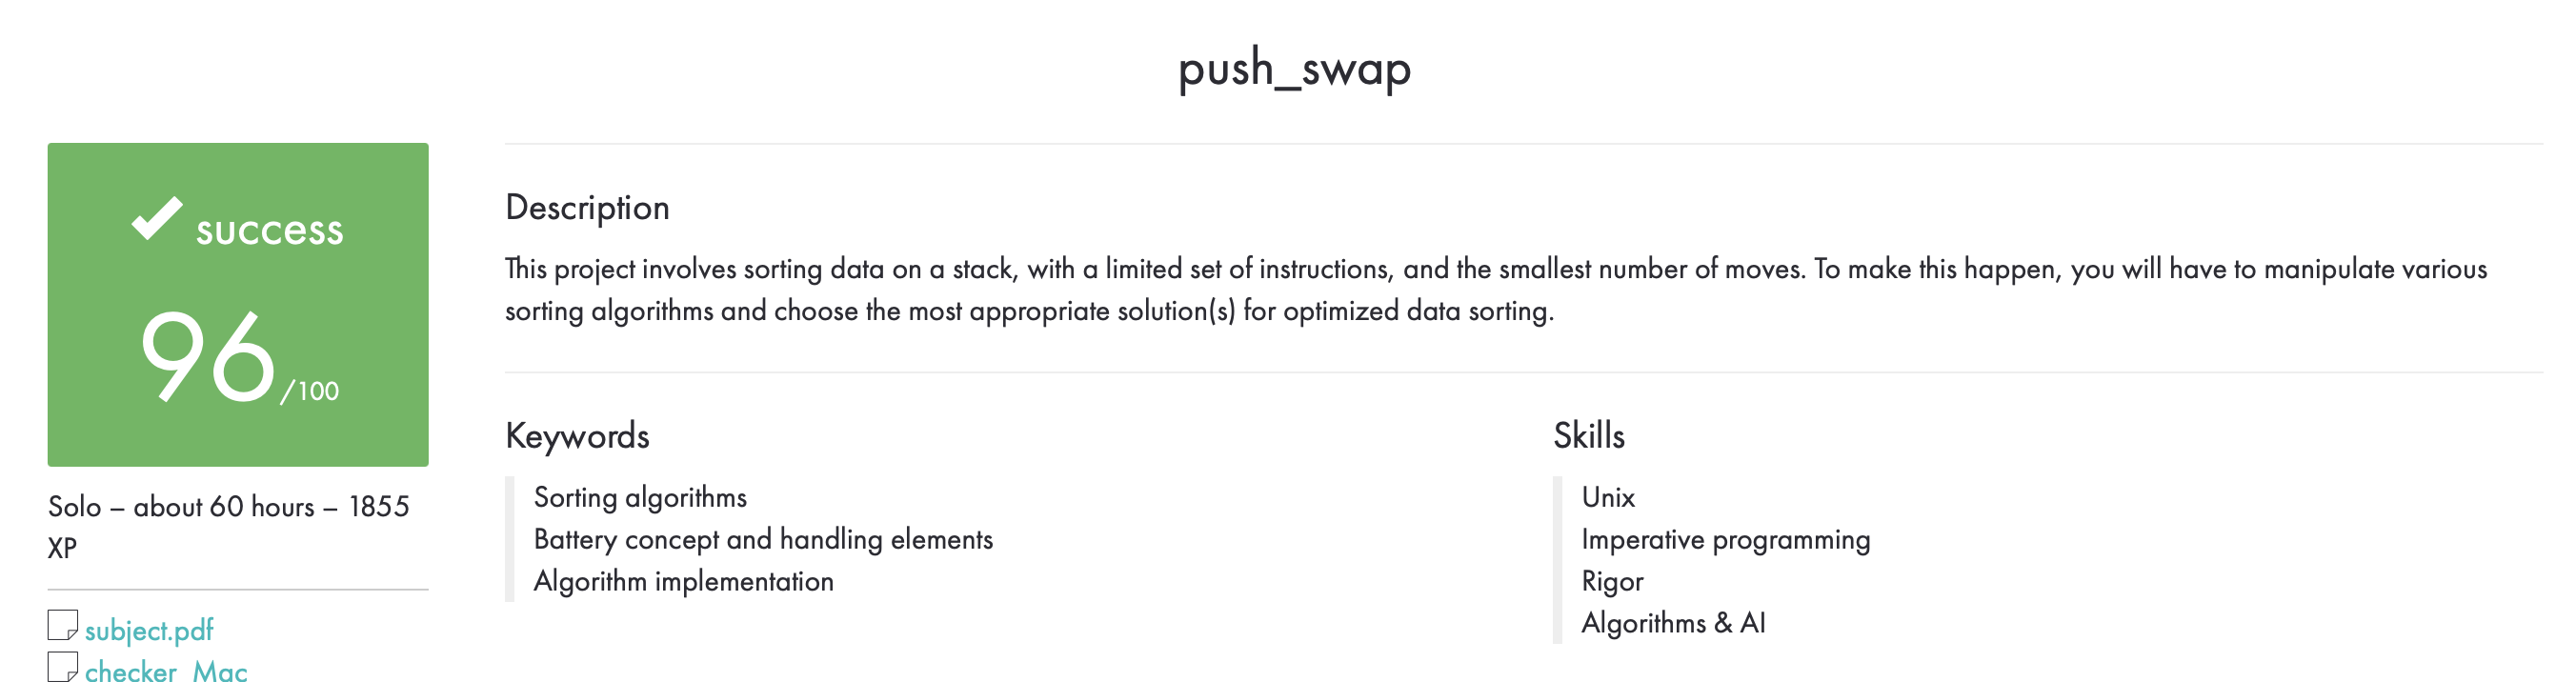 push_swap
✔ success
96/100
Solo – about 60 hours – 1855
XP
subject.pdf
checker_Mac
Description
This project involves sorting data on a stack, with a limited set of instructions, and the smallest number of moves. To make this happen, you will have to manipulate various
sorting algorithms and choose the most appropriate solution(s) for optimized data sorting.
Keywords
Sorting algorithms
Battery concept and handling elements
Algorithm implementation
Skills
Unix
Imperative programming
Rigor
Algorithms & AI